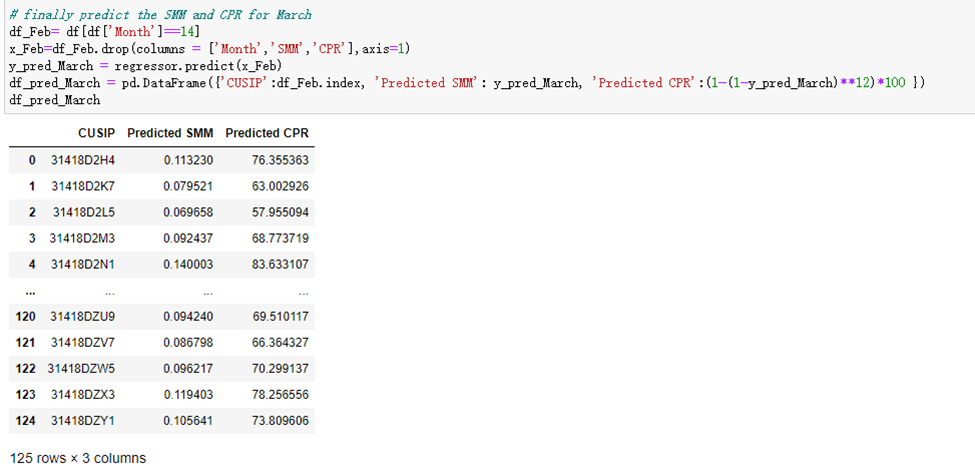 # finally predict the SMM and CPR for March
df_Feb= df[df['Month']==14]
x_Feb=df_Feb.drop(columns = ['Month','SMM','CPR'],axis=1)
y_pred_March = regressor.predict(x_Feb)
df_pred_March = pd.DataFrame({'CUSIP':df_Feb.index, 'Predicted SMM': y_pred_March, 'Predicted CPR':(1-(1-y_pred_March)**12)*100 })
df_pred_March
CUSIP Predicted SMM Predicted CPR
0 31418D2H4 0.113230 76.355363
1 31418D2K7 0.079521 63.002926
2 31418D2L5 0.069658 57.955094
3 31418D2M3 0.092437 68.773719
4 31418D2N1 0.140003 83.633107
... ... ... ...
120 31418DZU9 0.094240 69.510117
121 31418DZV7 0.086798 66.364327
122 31418DZW5 0.096217 70.299137
123 31418DZX3 0.119403 78.256556
124 31418DZY1 0.105641 73.809606
125 rows × 3 columns